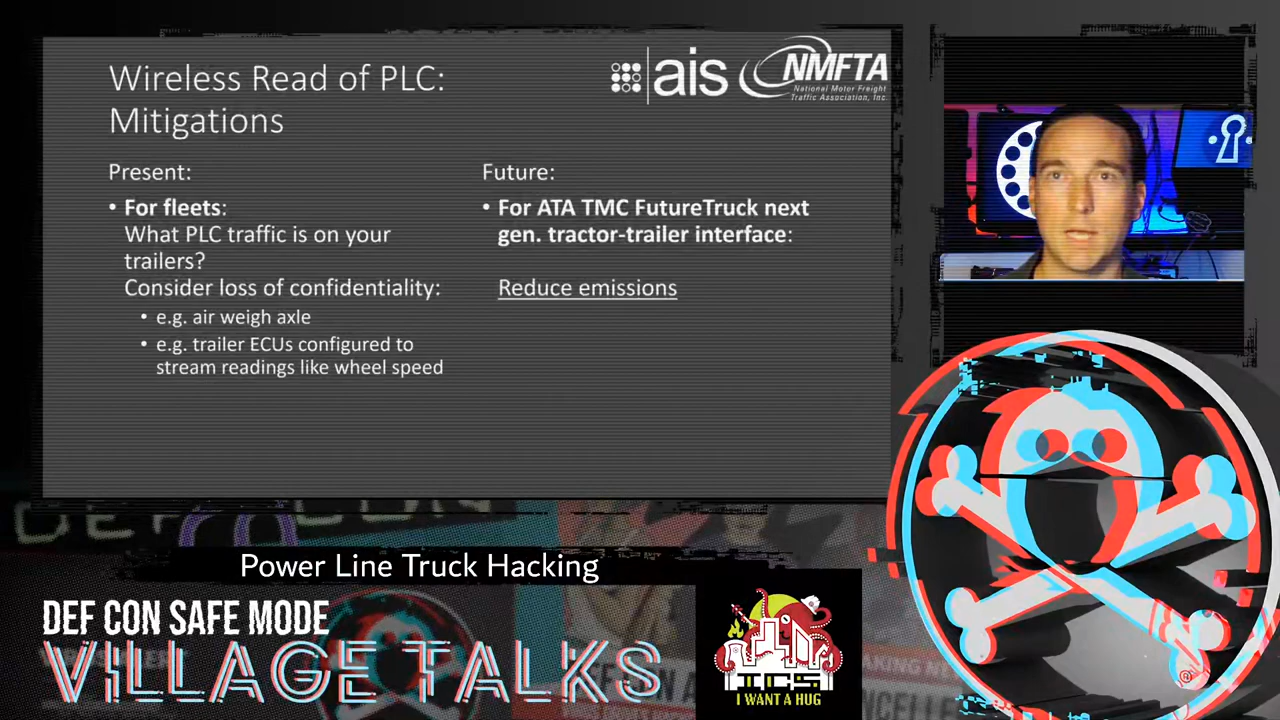 Wireless Read of PLC:
Mitigations
ais
NMFTA
National Motor Freight
Traffic Association, Inc.
Present:
• For fleets:
What PLC traffic is on your
trailers?
Consider loss of confidentiality:
• e.g. air weigh axle
• e.g. trailer ECUs configured to
stream readings like wheel speed
Future:
• For ATA TMC FutureTruck next
gen. tractor-trailer interface:
Reduce emissions
DEF CON
Power Line Truck Hacking
DEF CON SAFE MODE
VILLAGE TALKS
ICS
I WANT A HUG
®